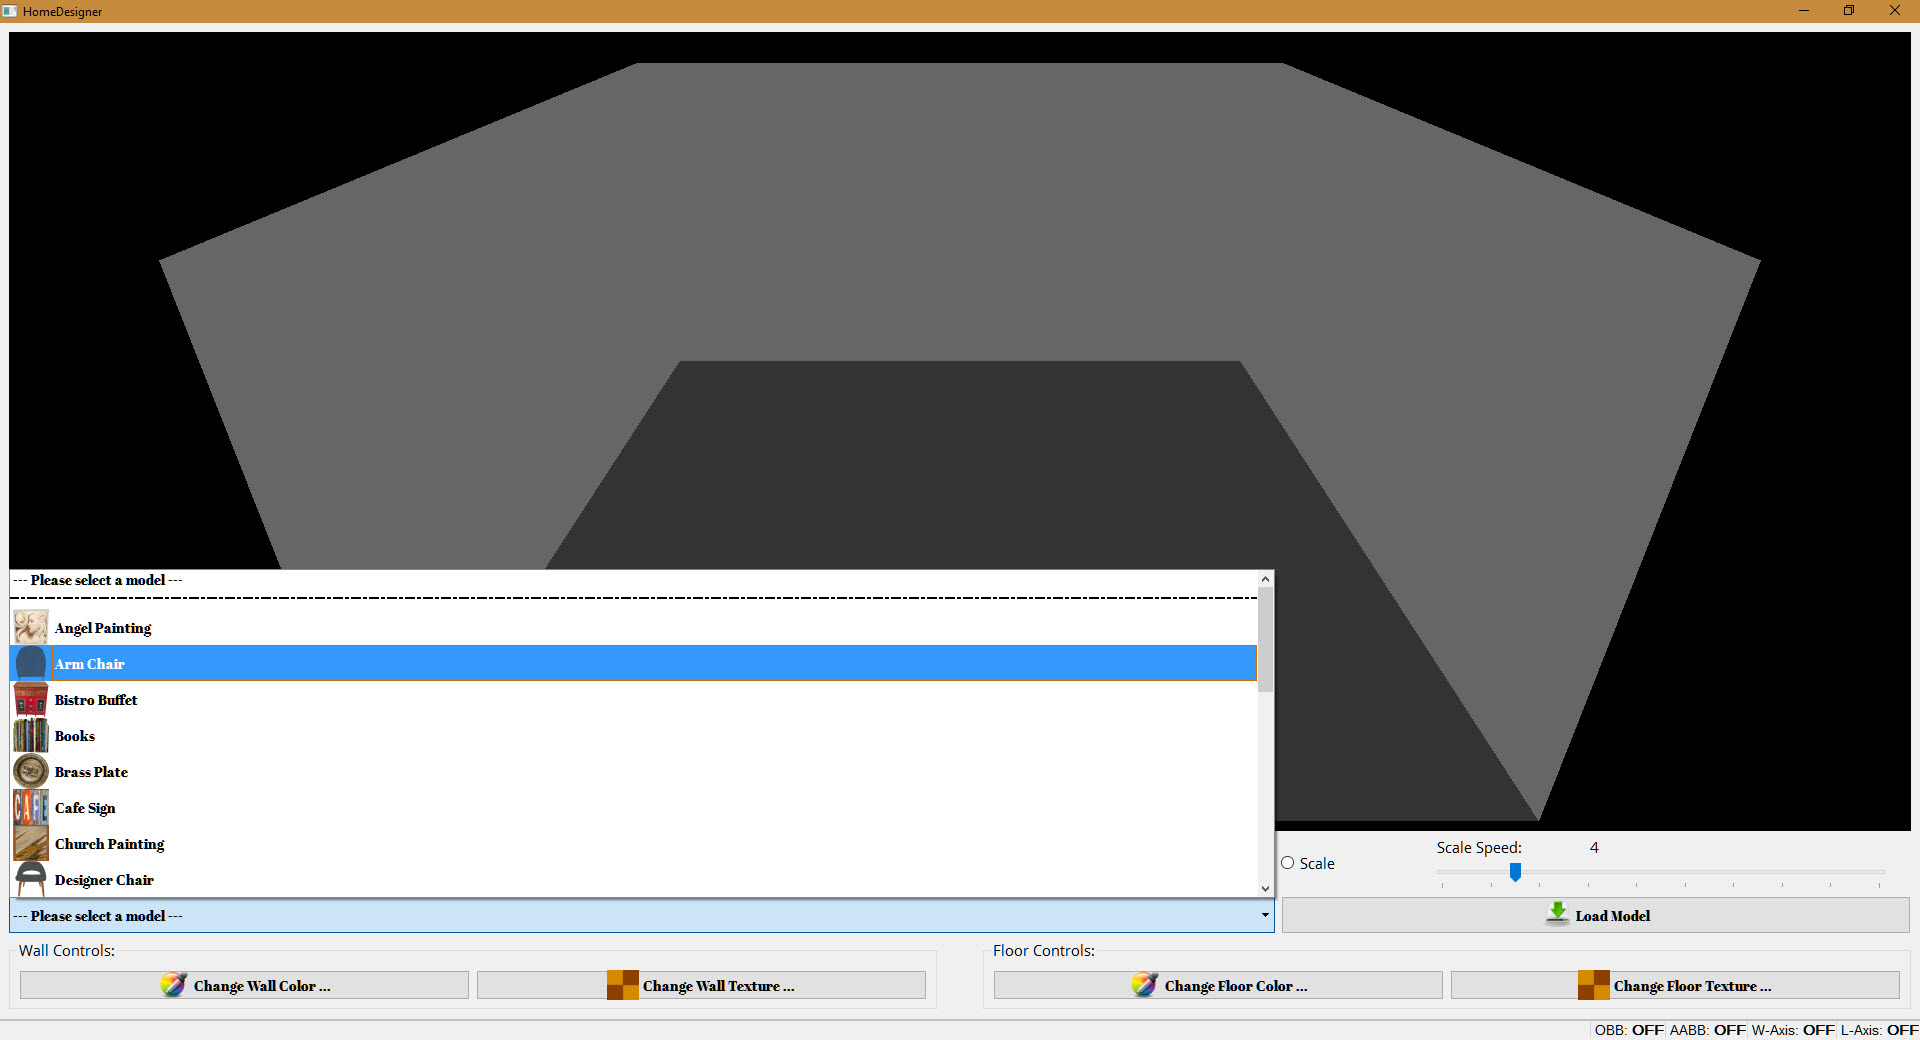 HomeDesigner
--- Please select a model ---
Angel Painting
Arm Chair
Bistro Buffet
Books
Brass Plate
CAFE
Cafe Sign
Church Painting
Designer Chair
Scale
Scale Speed: 4
--- Please select a model ---
Load Model
Wall Controls:
Change Wall Color ...
Change Wall Texture ...
Floor Controls:
Change Floor Color ...
Change Floor Texture ...
OBB: OFF AABB: OFF W-Axis: OFF L-Axis: OFF